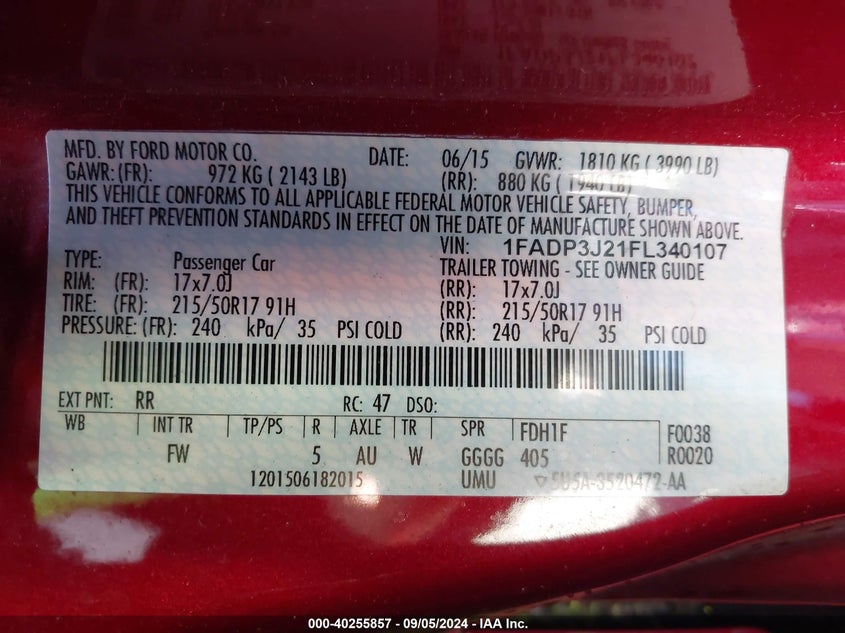 MFD. BY FORD MOTOR CO. DATE: 06/15 GVWR: 1810 KG ( 3990 LB)
GAWR: (FR): 972 KG ( 2143 LB) (RR): 880 KG ( 1940 LB)
THIS VEHICLE CONFORMS TO ALL APPLICABLE FEDERAL MOTOR VEHICLE SAFETY, BUMPER,
AND THEFT PREVENTION STANDARDS IN EFFECT ON THE DATE OF MANUFACTURE SHOWN ABOVE.
VIN: 1FADP3J21FL340107
TYPE: Passenger Car TRAILER TOWING - SEE OWNER GUIDE
RIM: (FR): 17x7.0J (RR): 17x7.0J
TIRE: (FR): 215/50R17 91H (RR): 215/50R17 91H
PRESSURE: (FR): 240 kPa/ 35 PSI COLD (RR): 240 kPa/ 35 PSI COLD
EXT PNT: RR RC: 47 DSO:
WB INT TR TP/PS R AXLE TR SPR FDH1F F0038
FW 5 AU W GGGG 405 R0020
1201506182015 UMU ▽5U5A-3520472-AA
000-40255857 - 09/05/2024 - IAA Inc.